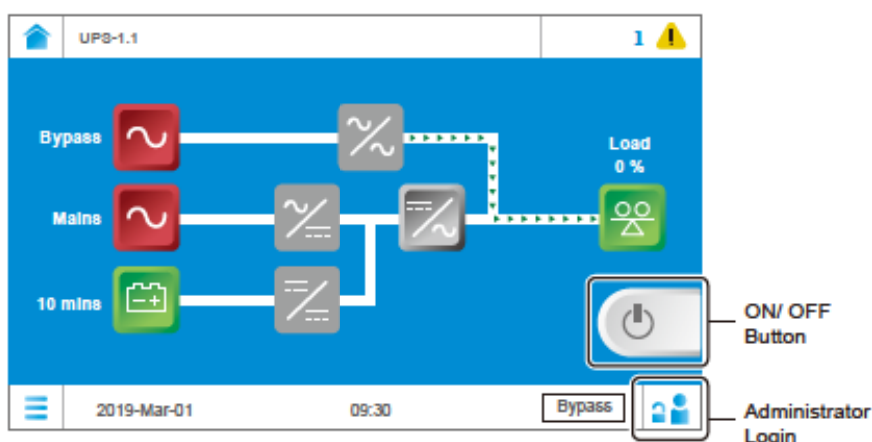 UPS-1.1
1
Bypass
Load
0 %
Mains
10 mins
ON/ OFF
Button
2019-Mar-01
09:30
Bypass
Administrator
Login